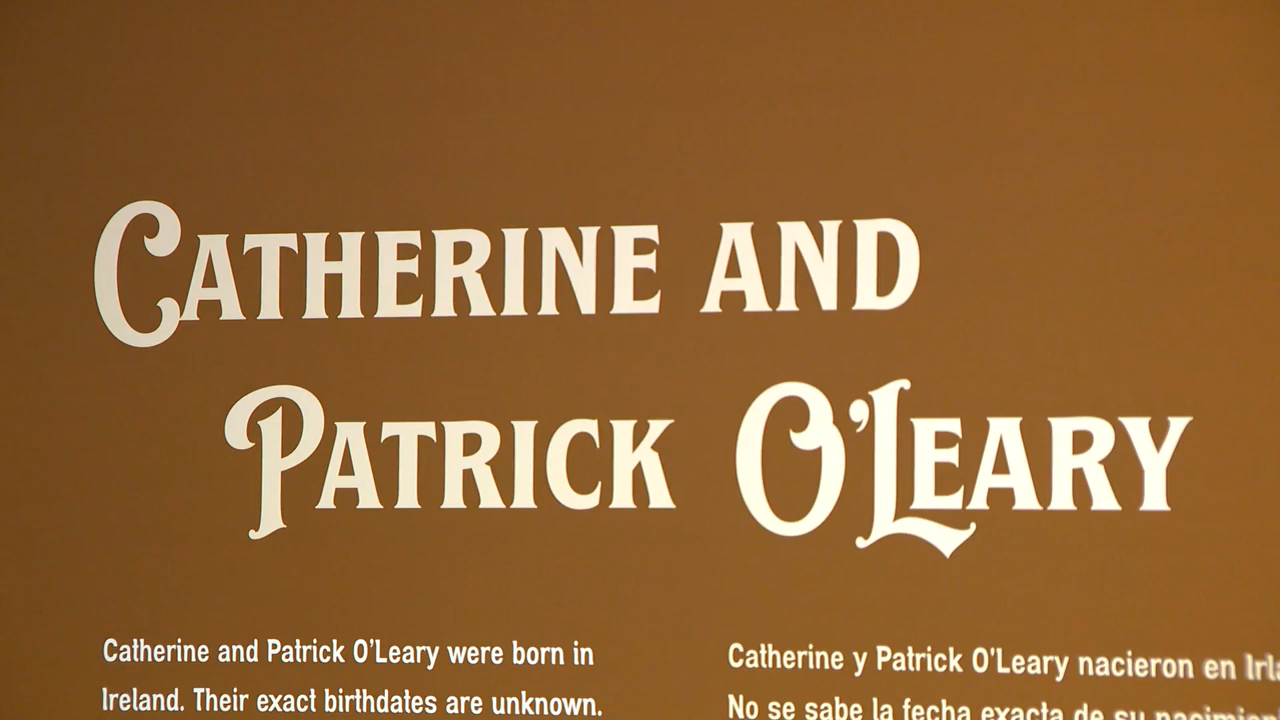 CATHERINE AND
PATRICK O'LEARY
Catherine and Patrick O'Leary were born in
Ireland. Their exact birthdates are unknown.
Catherine y Patrick O'Leary nacieron en
No se sabe la fecha exacta de su